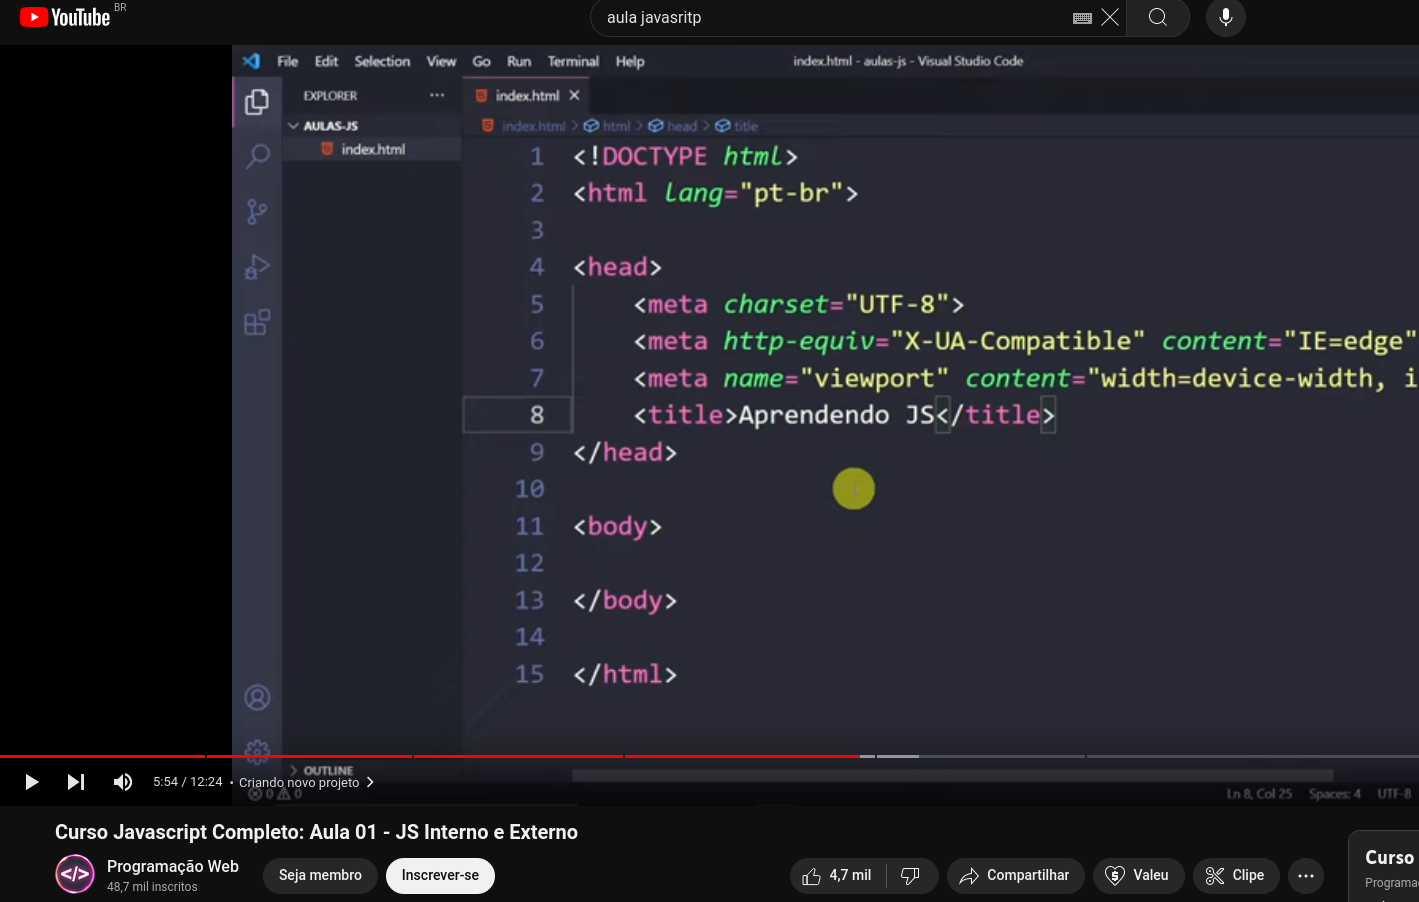 YouTube BR
aula javasritp
File Edit Selection View Go Run Terminal Help
index.html - aulas-js - Visual Studio Code
EXPLORER ···
index.html ×
AULAS-JS
index.html
index.html > html > head > title
1 <!DOCTYPE html>
2 <html lang="pt-br">
3
4 <head>
5 <meta charset="UTF-8">
6 <meta http-equiv="X-UA-Compatible" content="IE=edge"
7 <meta name="viewport" content="width=device-width, i
8 <title>Aprendendo JS</title>
9 </head>
10
11 <body>
12
13 </body>
14
15 </html>
OUTLINE
5:54 / 12:24 • Criando novo projeto >
0 0
Ln 8, Col 25 Spaces: 4 UTF-8
Curso Javascript Completo: Aula 01 - JS Interno e Externo
Programação Web
48,7 mil inscritos
Seja membro
Inscrever-se
4,7 mil
Compartilhar
Valeu
Clipe
Curso
Programa